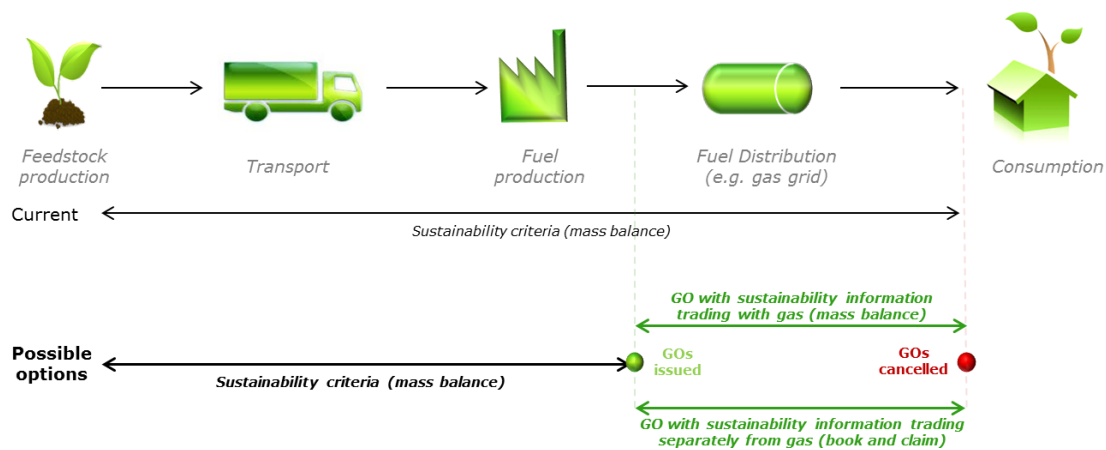 Feedstock
production
Transport
Fuel
production
Fuel Distribution
(e.g. gas grid)
Consumption
Current
Sustainability criteria (mass balance)
GO with sustainability information
trading with gas (mass balance)
Possible
options
Sustainability criteria (mass balance)
GOs
issued
GOs
cancelled
GO with sustainability information trading
separately from gas (book and claim)